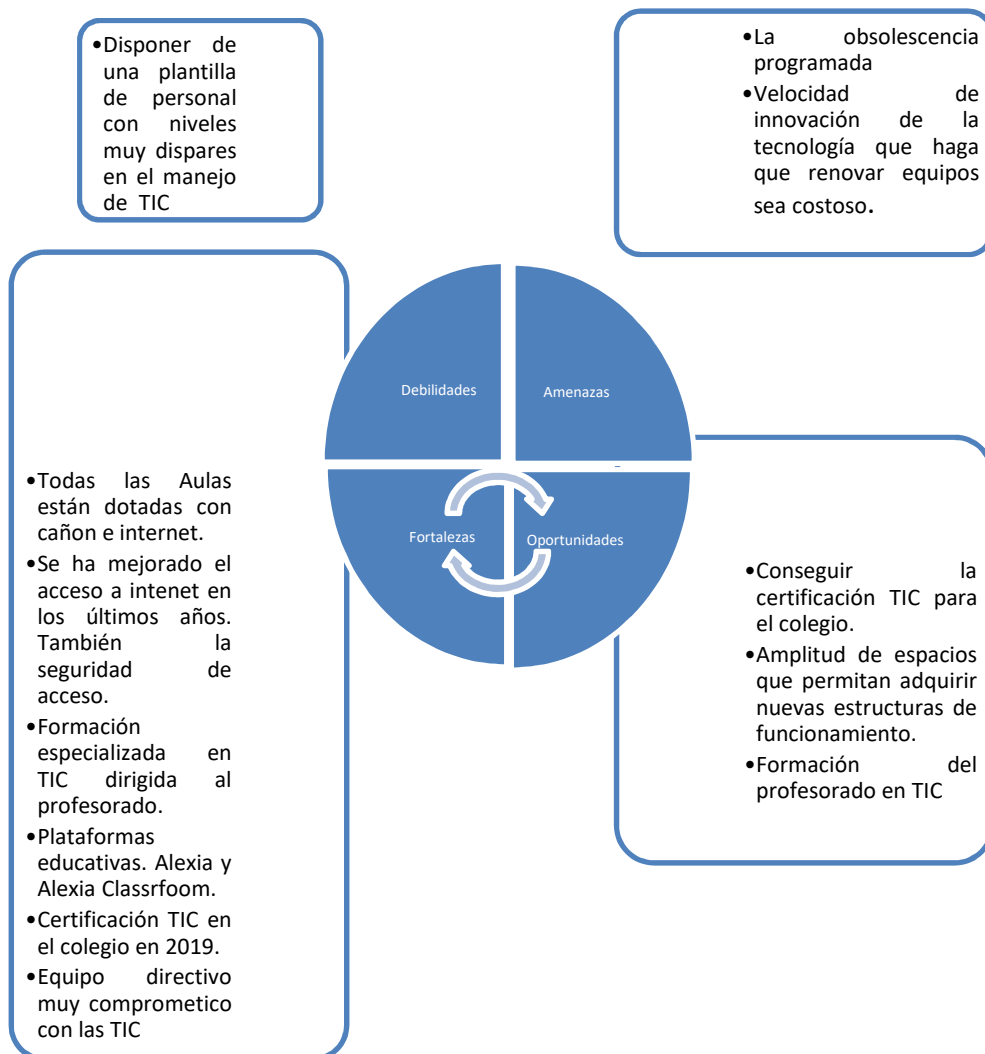 •Disponer de
una plantilla
de personal
con niveles
muy dispares
en el manejo
de TIC
•La obsolescencia
programada
•Velocidad de
innovación de la
tecnología que haga
que renovar equipos
sea costoso.
Debilidades
Amenazas
Fortalezas
Oportunidades
•Todas las Aulas
están dotadas con
cañon e internet.
•Se ha mejorado el
acceso a intenet en
los últimos años.
También la
seguridad de
acceso.
•Formación
especializada en
TIC dirigida al
profesorado.
•Plataformas
educativas. Alexia y
Alexia Classrfoom.
•Certificación TIC en
el colegio en 2019.
•Equipo directivo
muy comprometico
con las TIC
•Conseguir la
certificación TIC para
el colegio.
•Amplitud de espacios
que permitan adquirir
nuevas estructuras de
funcionamiento.
•Formación del
profesorado en TIC